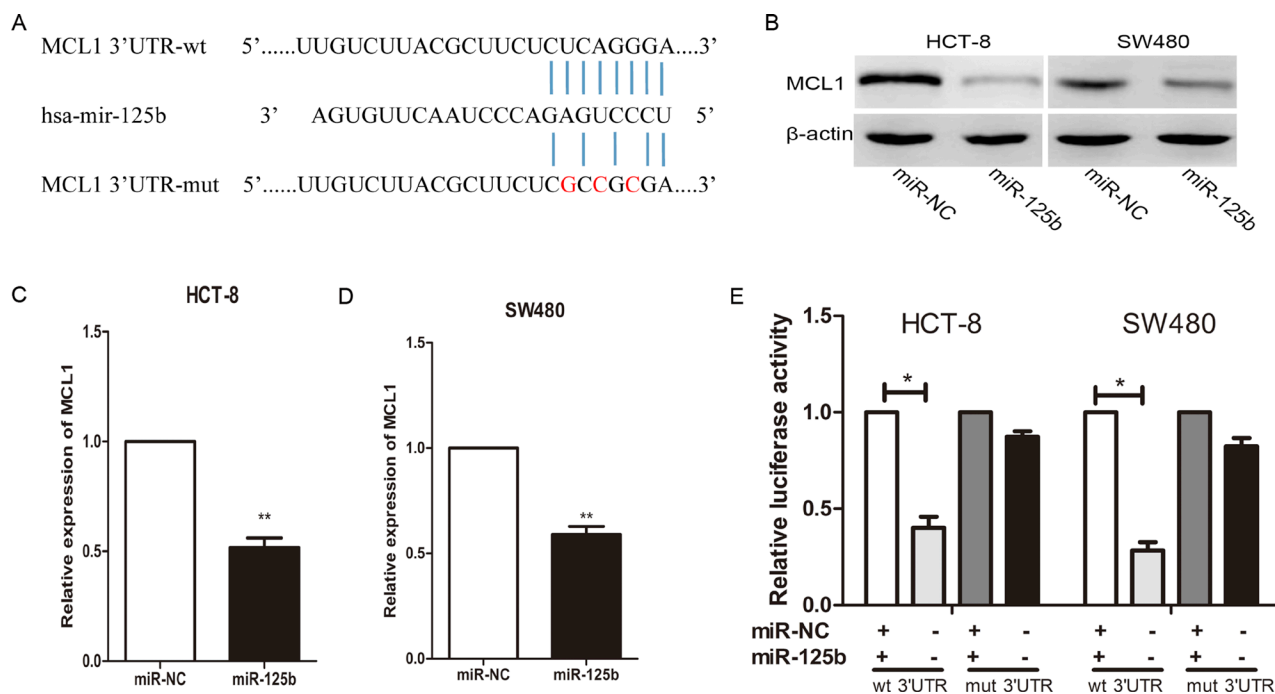 A
MCL1 3'UTR-wt 5'......UUGUCUUACGCUUCUCUCAGGGA....3'
hsa-mir-125b 3' AGUGUUCAAUCCCAGAGUCCCU 5'
MCL1 3'UTR-mut 5'......UUGUCUUACGCUUCUCGCCGCGA....3'
B
HCT-8 SW480
MCL1
β-actin
miR-NC miR-125b miR-NC miR-125b
C
HCT-8
Relative expression of MCL1
1.5
1.0
0.5
0.0
**
miR-NC miR-125b
D
SW480
Relative expression of MCL1
1.5
1.0
0.5
0.0
**
miR-NC miR-125b
E
HCT-8 SW480
Relative luciferase activity
1.5
1.0
0.5
0.0
* *
miR-NC + - + - + - + -
miR-125b + - + - + - + -
wt 3'UTR mut 3'UTR wt 3'UTR mut 3'UTR